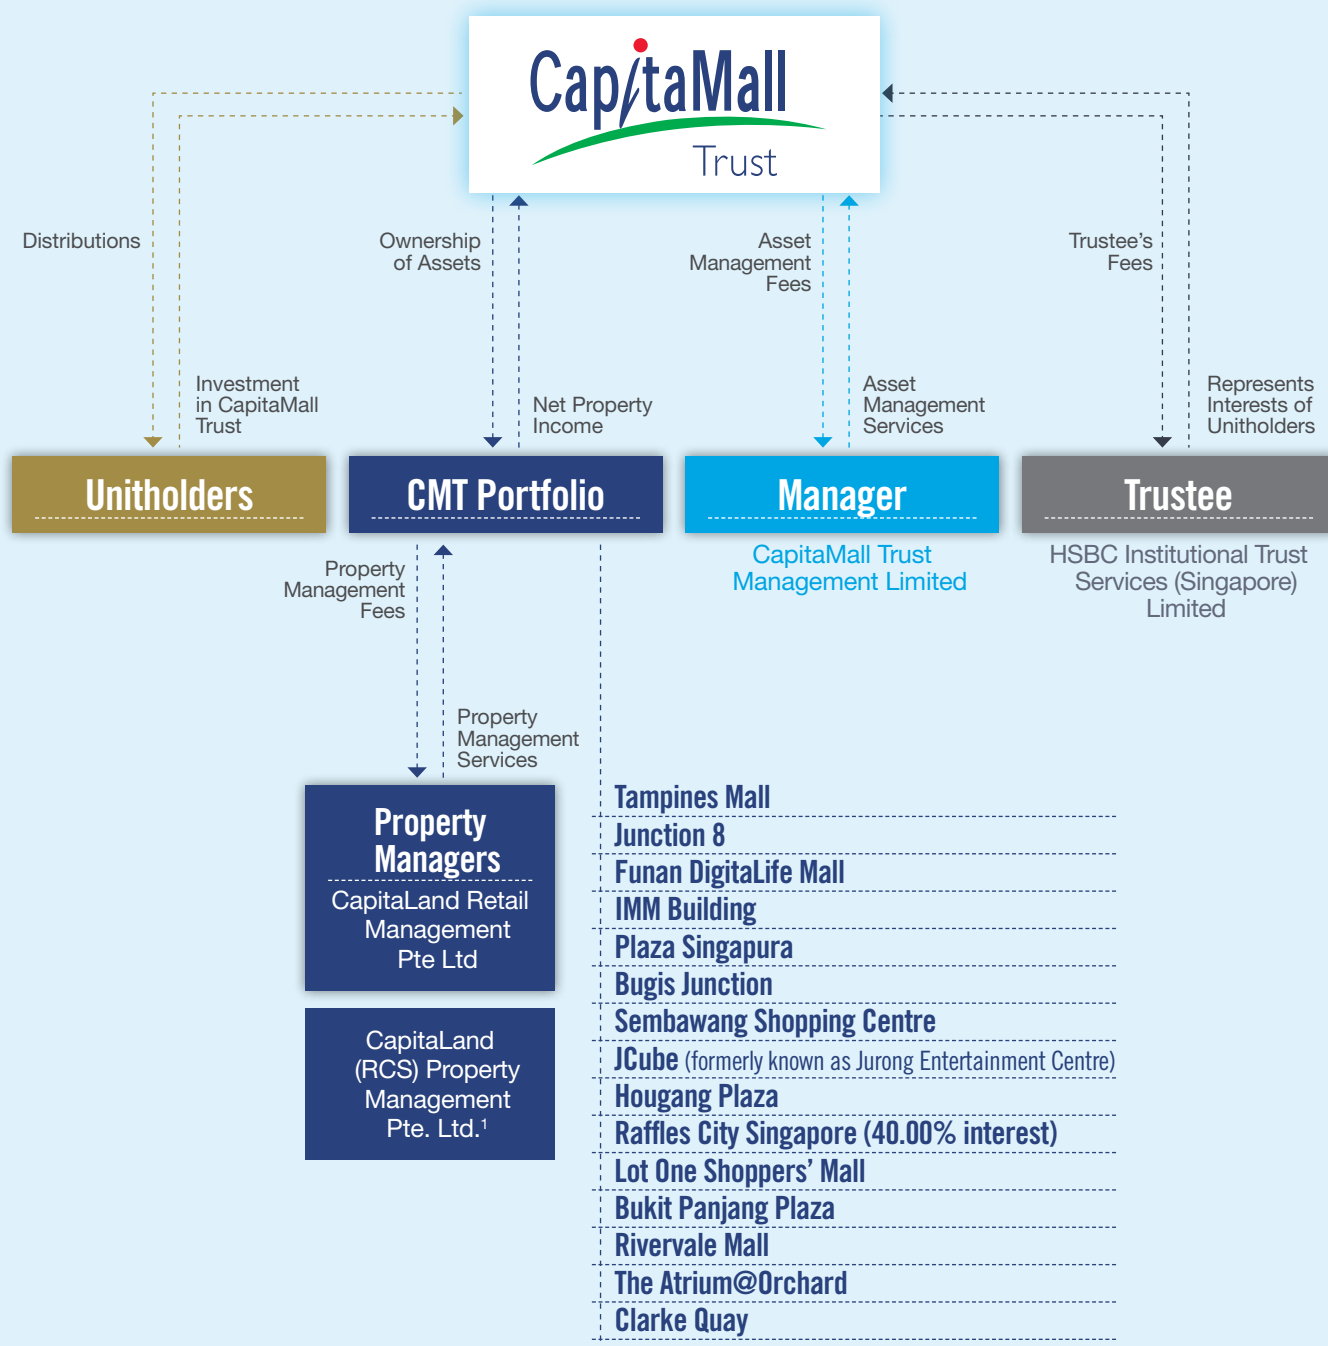 CapitaMall
Trust
Distributions
Ownership
of Assets
Asset
Management
Fees
Trustee's
Fees
Investment
in CapitaMall
Trust
Net Property
Income
Asset
Management
Services
Represents
Interests of
Unitholders
Unitholders
CMT Portfolio
Manager
Trustee
CapitaMall Trust
Management Limited
HSBC Institutional Trust
Services (Singapore)
Limited
Property
Management
Fees
Property
Management
Services
Property
Managers
CapitaLand Retail
Management
Pte Ltd
CapitaLand
(RCS) Property
Management
Pte. Ltd.¹
Tampines Mall
Junction 8
Funan DigitaLife Mall
IMM Building
Plaza Singapura
Bugis Junction
Sembawang Shopping Centre
JCube (formerly known as Jurong Entertainment Centre)
Hougang Plaza
Raffles City Singapore (40.00% interest)
Lot One Shoppers' Mall
Bukit Panjang Plaza
Rivervale Mall
The Atrium@Orchard
Clarke Quay